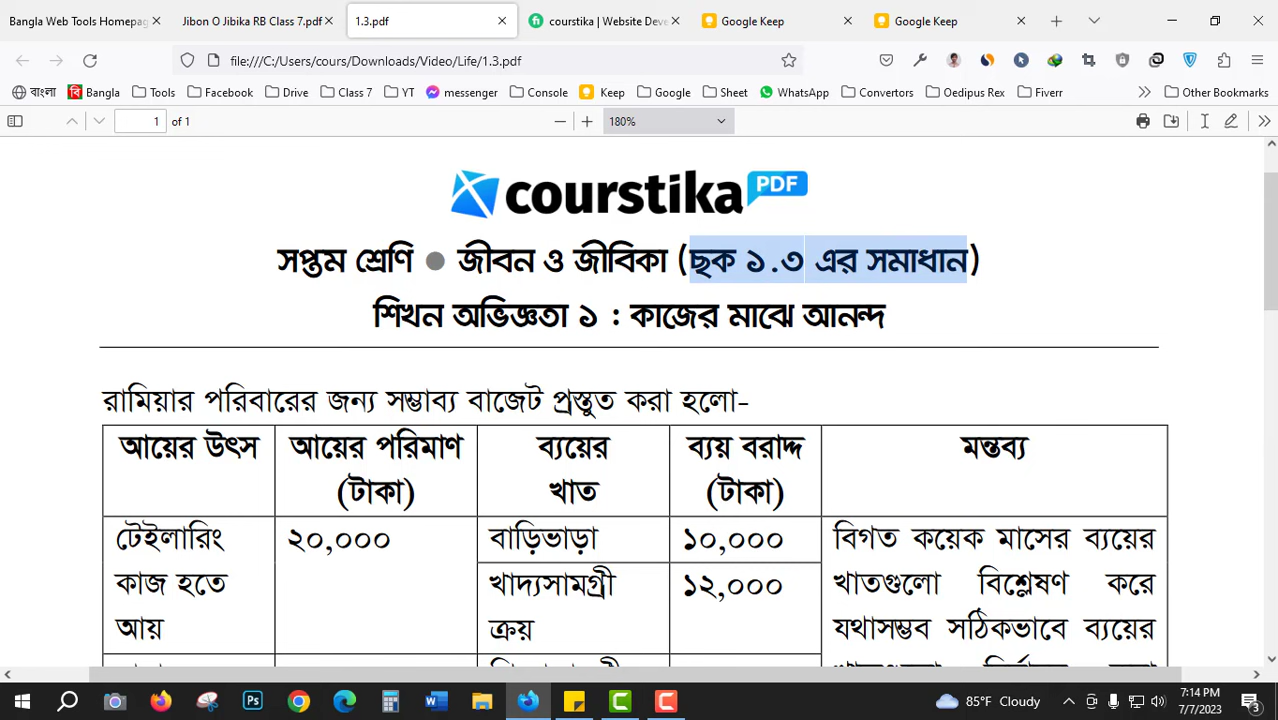 Bangla Web Tools Homepag
Jibon O Jibika RB Class 7.pdf
1.3.pdf
courstika | Website Deve
Google Keep
Google Keep
file:///C:/Users/cours/Downloads/Video/Life/1.3.pdf
বাংলা
Bangla
Tools
Facebook
Drive
Class 7
YT
messenger
Console
Keep
Google
Sheet
WhatsApp
Convertors
Oedipus Rex
Fiverr
Other Bookmarks
1 of 1
180%
courstika PDF
সপ্তম শ্রেণি ● জীবন ও জীবিকা (ছক ১.৩ এর সমাধান)
শিখন অভিজ্ঞতা ১ : কাজের মাঝে আনন্দ
রামিয়ার পরিবারের জন্য সম্ভাব্য বাজেট প্রস্তুত করা হলো-
আয়ের উৎস
আয়ের পরিমাণ
(টাকা)
ব্যয়ের
খাত
ব্যয় বরাদ্দ
(টাকা)
মন্তব্য
টেইলারিং
কাজ হতে
আয়
২০,০০০
বাড়িভাড়া
১০,০০০
খাদ্যসামগ্রী
ক্রয়
১২,০০০
বিগত কয়েক মাসের ব্যয়ের
খাতগুলো বিশ্লেষণ করে
যথাসম্ভব সঠিকভাবে ব্যয়ের
85°F Cloudy
7:14 PM
7/7/2023
3